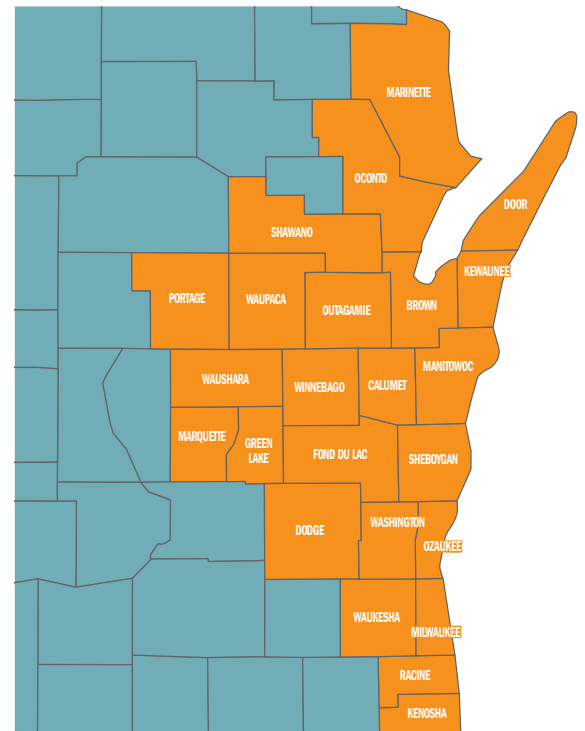 MARINETTE
OCONTO
DOOR
SHAWANO
KEWAUNEE
PORTAGE
WAUPACA
OUTAGAMIE
BROWN
MANITOWOC
WAUSHARA
WINNEBAGO
CALUMET
MARQUETTE
GREEN
LAKE
FOND DU LAC
SHEBOYGAN
DODGE
WASHINGTON
OZAUKEE
WAUKESHA
MILWAUKEE
RACINE
KENOSHA